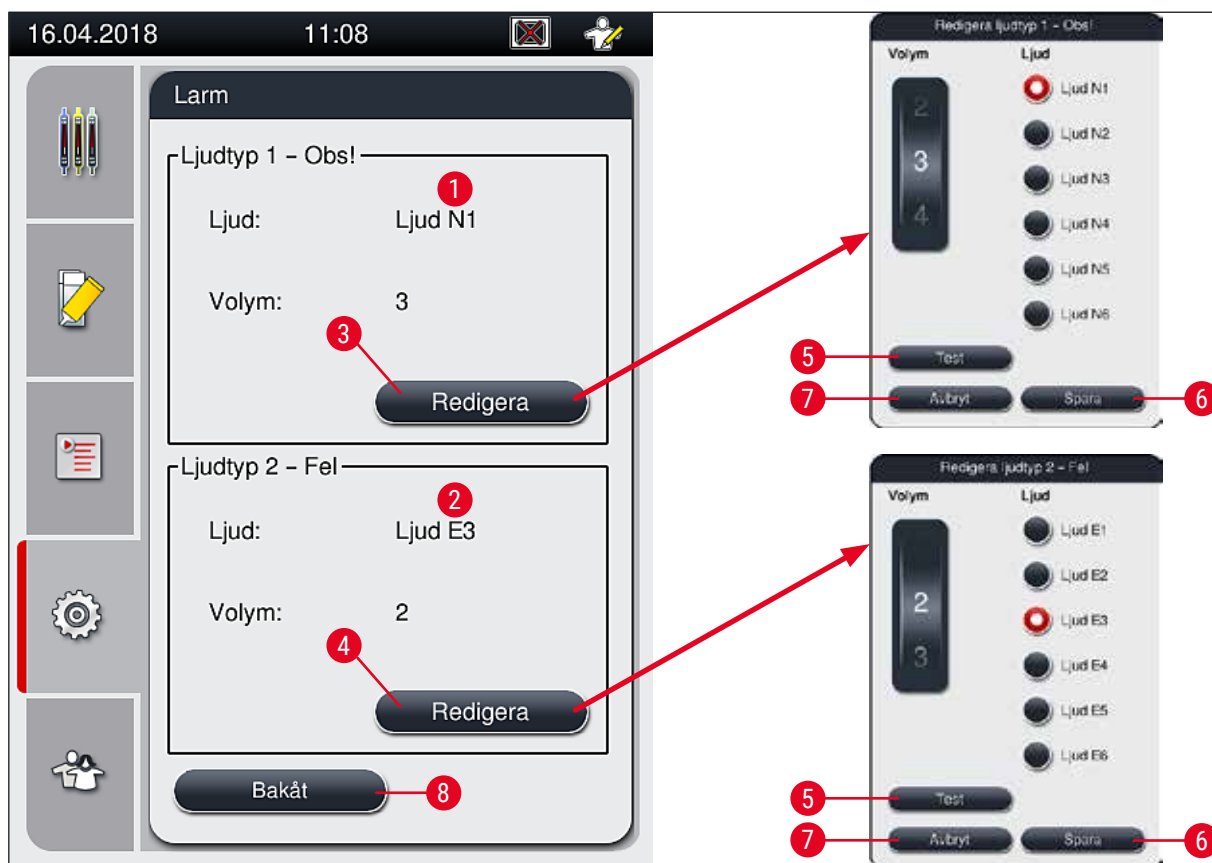 16.04.2018 11:08
Larm
Ljudtyp 1 – Obs!
1
Ljud: Ljud N1
Volym: 3
3
Redigera
Ljudtyp 2 – Fel
2
Ljud: Ljud E3
Volym: 2
4
Redigera
Bakåt
8
Redigera ljudtyp 1 – Obs!
Volym Ljud
2
3
4
Ljud N1
Ljud N2
Ljud N3
Ljud N4
Ljud N5
Ljud N6
5
Test
7
Avbryt
Spara
6
Redigera ljudtyp 2 – Fel
Volym Ljud
2
3
Ljud E1
Ljud E2
Ljud E3
Ljud E4
Ljud E5
Ljud E6
5
Test
7
Avbryt
Spara
6